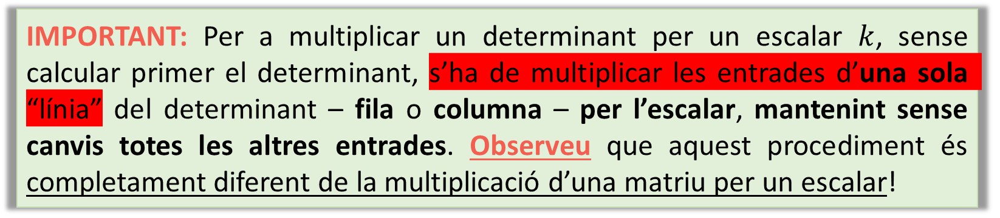 IMPORTANT: Per a multiplicar un determinant per un escalar k, sense
calcular primer el determinant, s’ha de multiplicar les entrades d’una sola
“línia” del determinant – fila o columna – per l’escalar, mantenint sense
canvis totes les altres entrades. Observeu que aquest procediment és
completament diferent de la multiplicació d’una matriu per un escalar!